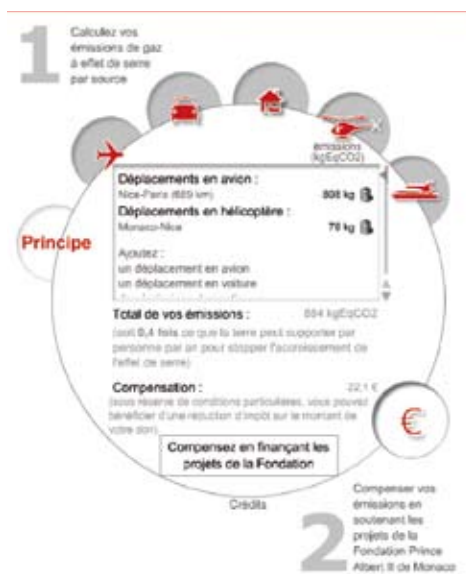 1
Calculez vos
émissions de gaz
à effet de serre
par source
émissions
(kgEqCO2)
Déplacements en avion :
Nice-Paris (689 km) 808 kg
Déplacements en hélicoptère :
Monaco-Nice 76 kg
Principe
Ajoutez :
un déplacement en avion
un déplacement en voiture
Total de vos émissions : 884 kgEqCO2
(soit 0,4 fois ce que la terre peut supporter par
personne par an pour stopper l'accroissement de
l'effet de serre)
Compensation : 22,1 €
(sous réserve de conditions particulières, vous pouvez
bénéficier d'une réduction d'impôt sur le montant de
votre don)
€
Compensez en finançant les
projets de la Fondation
Crédits
2
Compenser vos
émissions en
soutenant les
projets de la
Fondation Prince
Albert II de Monaco